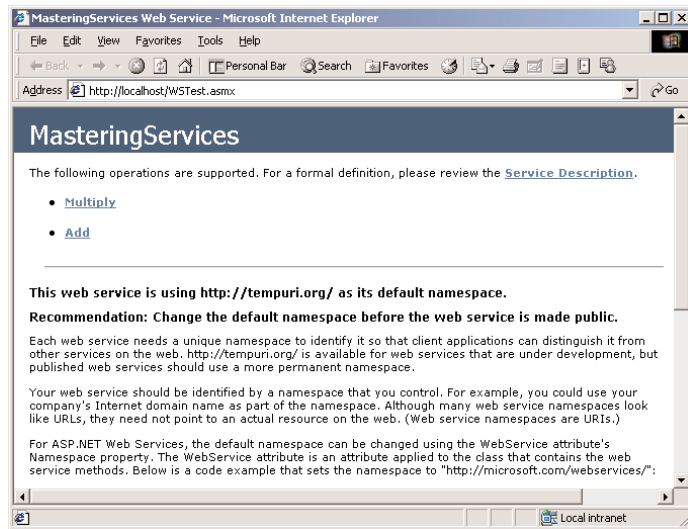 MasteringServices Web Service - Microsoft Internet Explorer
File Edit View Favorites Tools Help
Back Personal Bar Search Favorites
Address http://localhost/WSTest.asmx Go
MasteringServices
The following operations are supported. For a formal definition, please review the Service Description.
Multiply
Add
This web service is using http://tempuri.org/ as its default namespace.
Recommendation: Change the default namespace before the web service is made public.
Each web service needs a unique namespace to identify it so that client applications can distinguish it from
other services on the web. http://tempuri.org/ is available for web services that are under development, but
published web services should use a more permanent namespace.
Your web service should be identified by a namespace that you control. For example, you could use your
company's Internet domain name as part of the namespace. Although many web service namespaces look
like URLs, they need not point to an actual resource on the web. (Web service namespaces are URIs.)
For ASP.NET Web Services, the default namespace can be changed using the WebService attribute's
Namespace property. The WebService attribute is an attribute applied to the class that contains the web
service methods. Below is a code example that sets the namespace to "http://microsoft.com/webservices/":
Local intranet